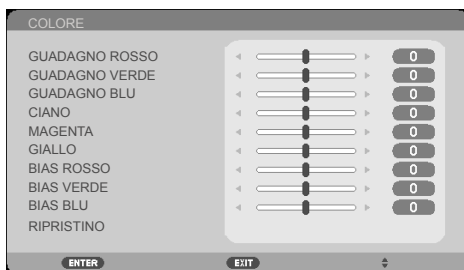 COLORE
GUADAGNO ROSSO 0
GUADAGNO VERDE 0
GUADAGNO BLU 0
CIANO 0
MAGENTA 0
GIALLO 0
BIAS ROSSO 0
BIAS VERDE 0
BIAS BLU 0
RIPRISTINO
ENTER EXIT